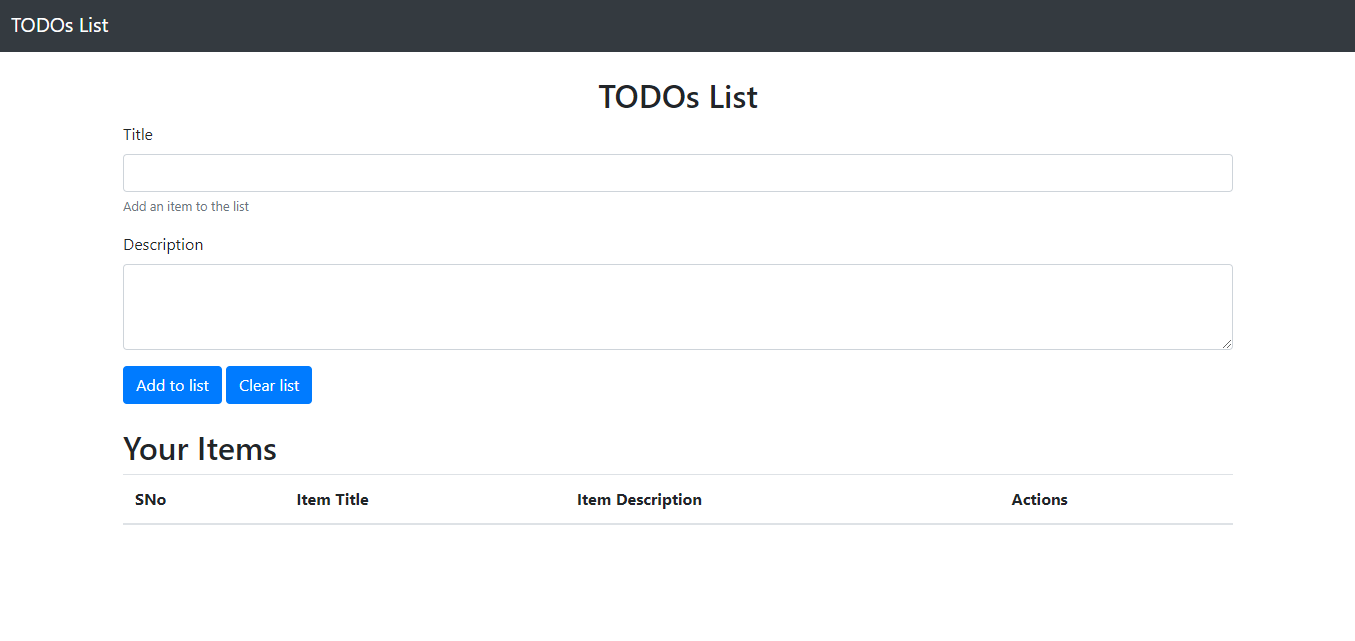 TODOs List
TODOs List
Title
Add an item to the list
Description
Add to list Clear list
Your Items
SNo Item Title Item Description Actions